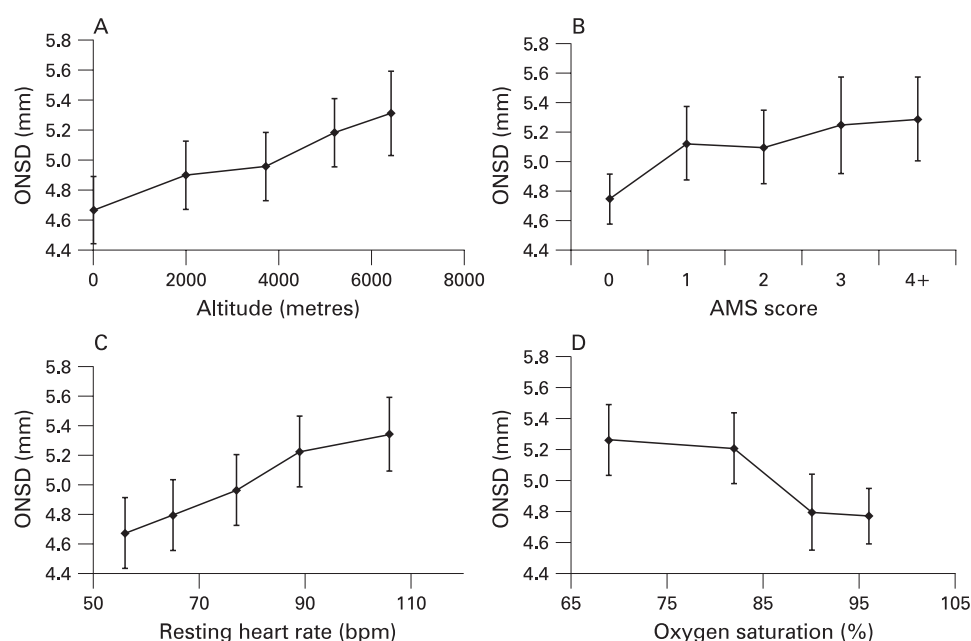 A
ONSD (mm)
5.8
5.6
5.4
5.2
5.0
4.8
4.6
4.4
0 2000 4000 6000 8000
Altitude (metres)
B
ONSD (mm)
5.8
5.6
5.4
5.2
5.0
4.8
4.6
4.4
0 1 2 3 4+
AMS score
C
ONSD (mm)
5.8
5.6
5.4
5.2
5.0
4.8
4.6
4.4
50 70 90 110
Resting heart rate (bpm)
D
ONSD (mm)
5.8
5.6
5.4
5.2
5.0
4.8
4.6
4.4
65 75 85 95 105
Oxygen saturation (%)